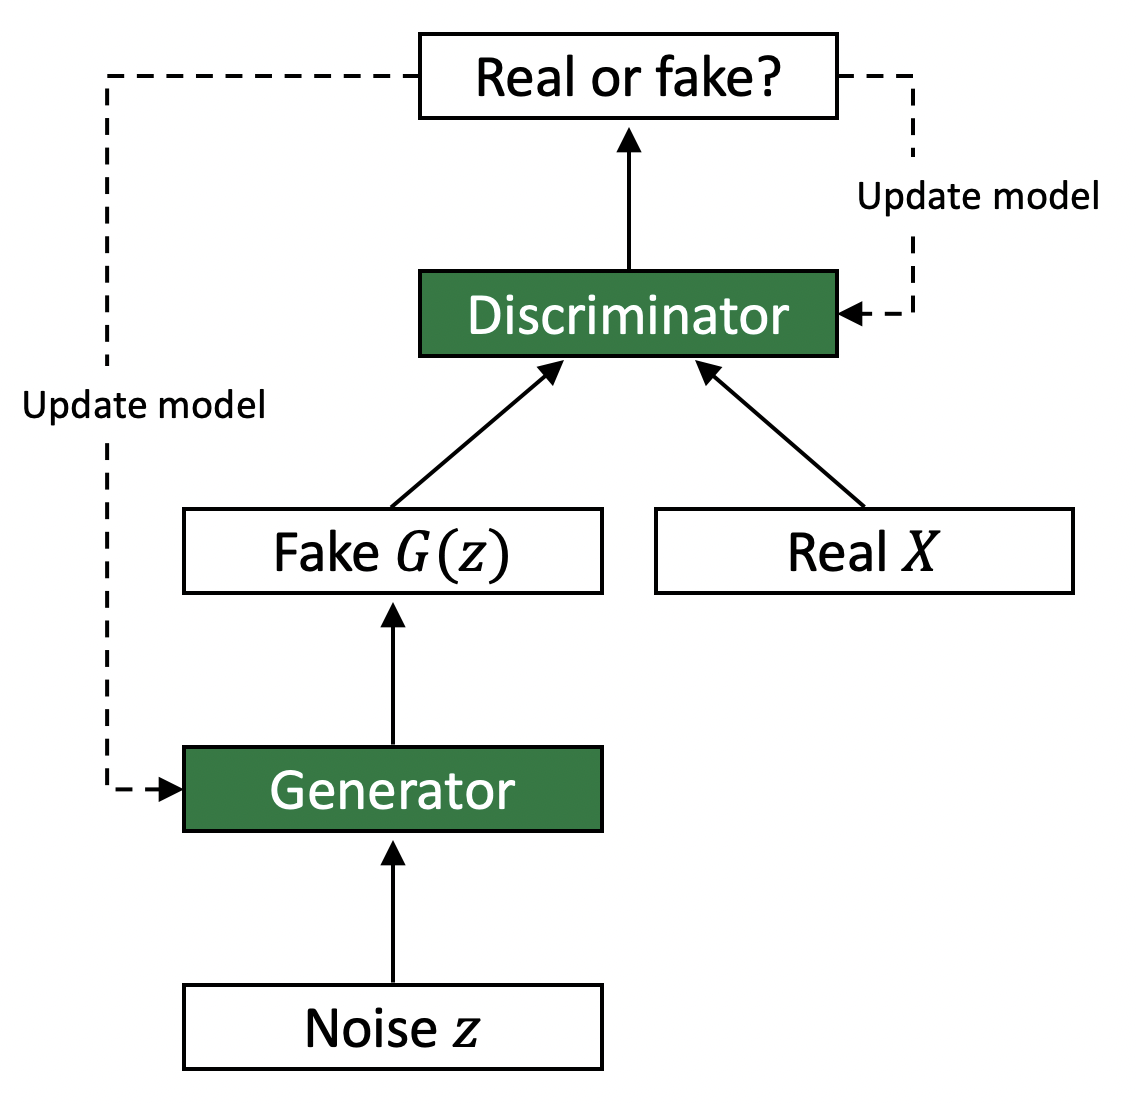 Real or fake?
Update model
Discriminator
Update model
Fake G(z)
Real X
Generator
Noise z